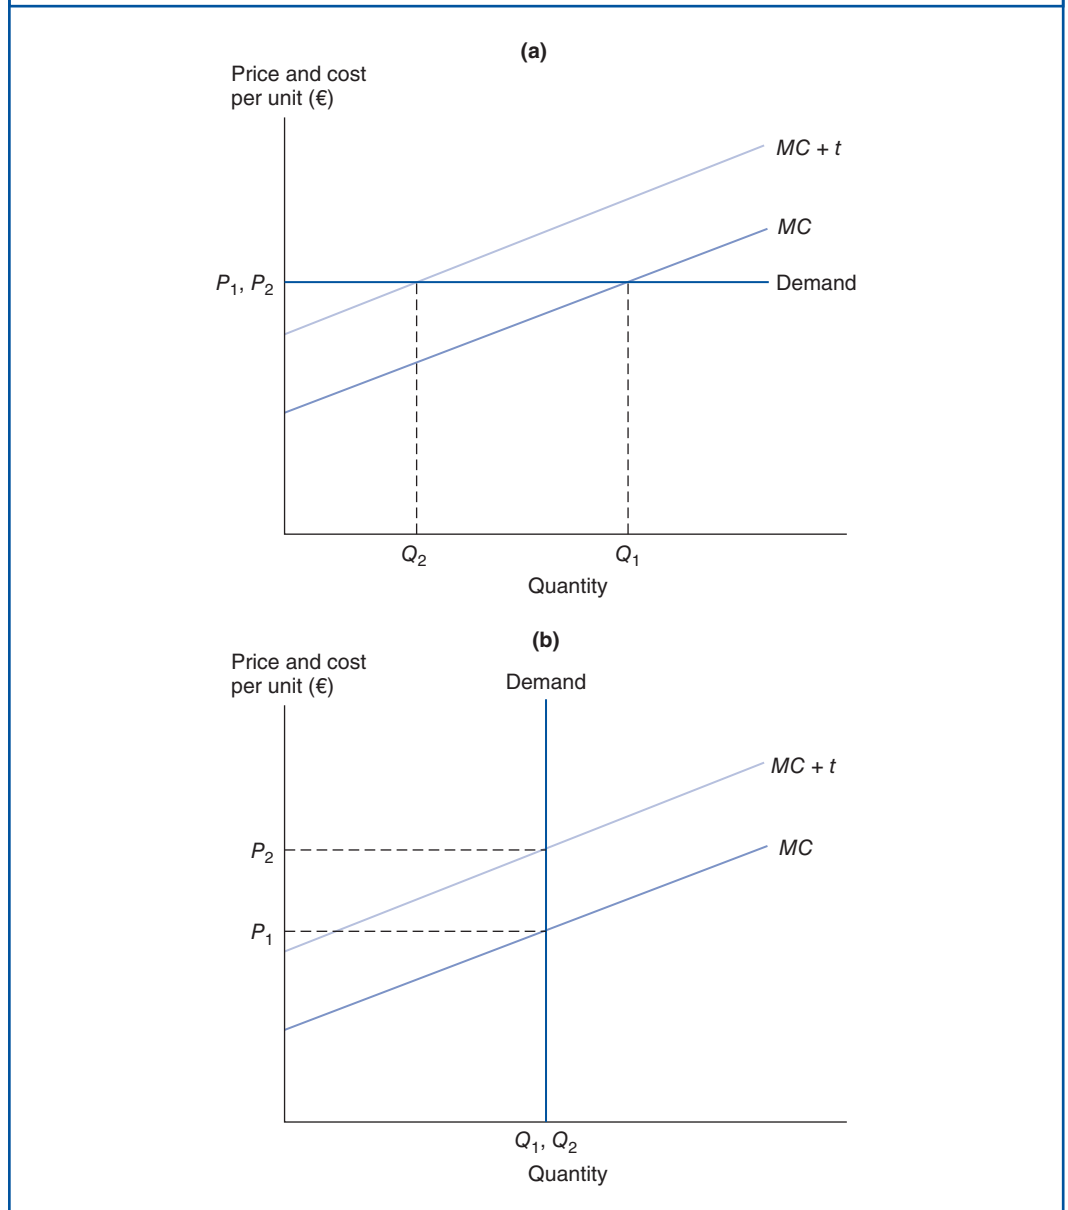 (a)
Price and cost
per unit (€)
MC + t
MC
P₁, P₂
Demand
Q₂
Q₁
Quantity
(b)
Price and cost
per unit (€)
Demand
MC + t
P₂
MC
P₁
Q₁, Q₂
Quantity